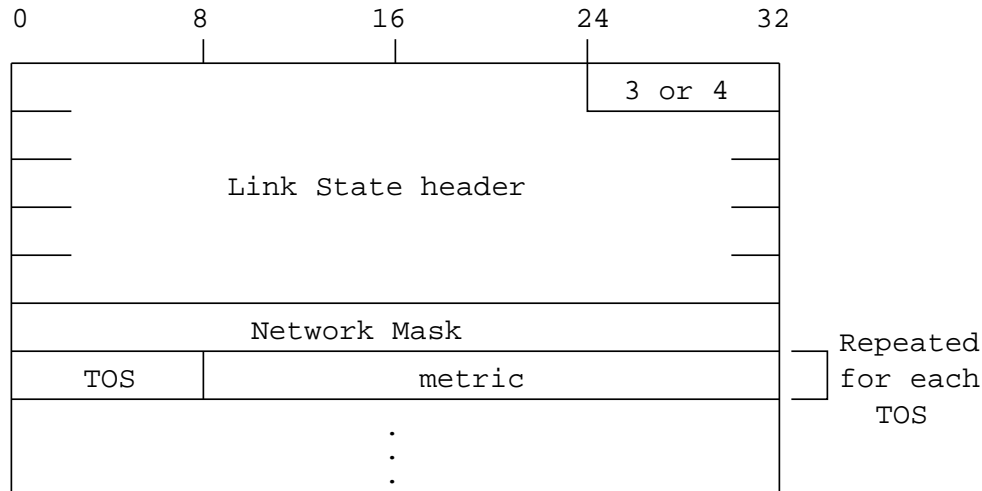 0 8 16 24 32
3 or 4
Link State header
Network Mask
TOS metric
Repeated
for each
TOS
.
.
.